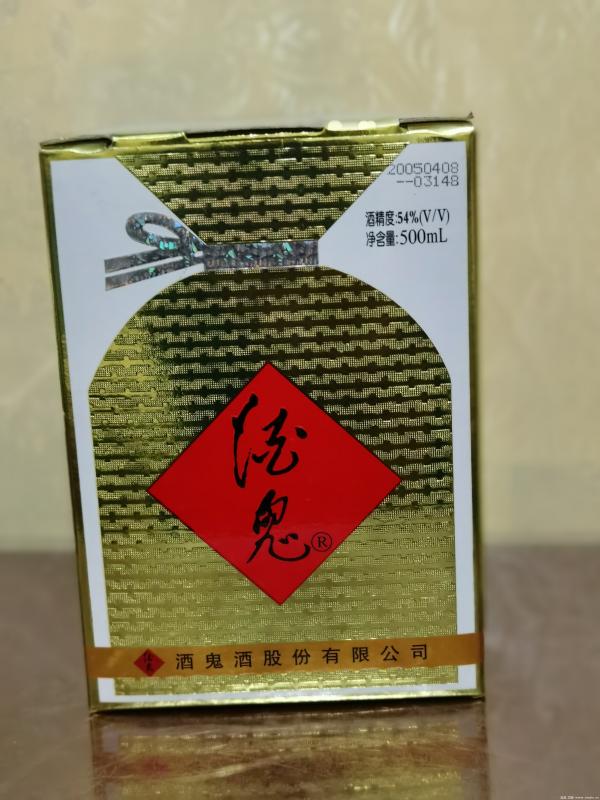 20050408
--03148
酒精度:54%(V/V)
净含量:500mL
酒
鬼®
酒鬼酒股份有限公司